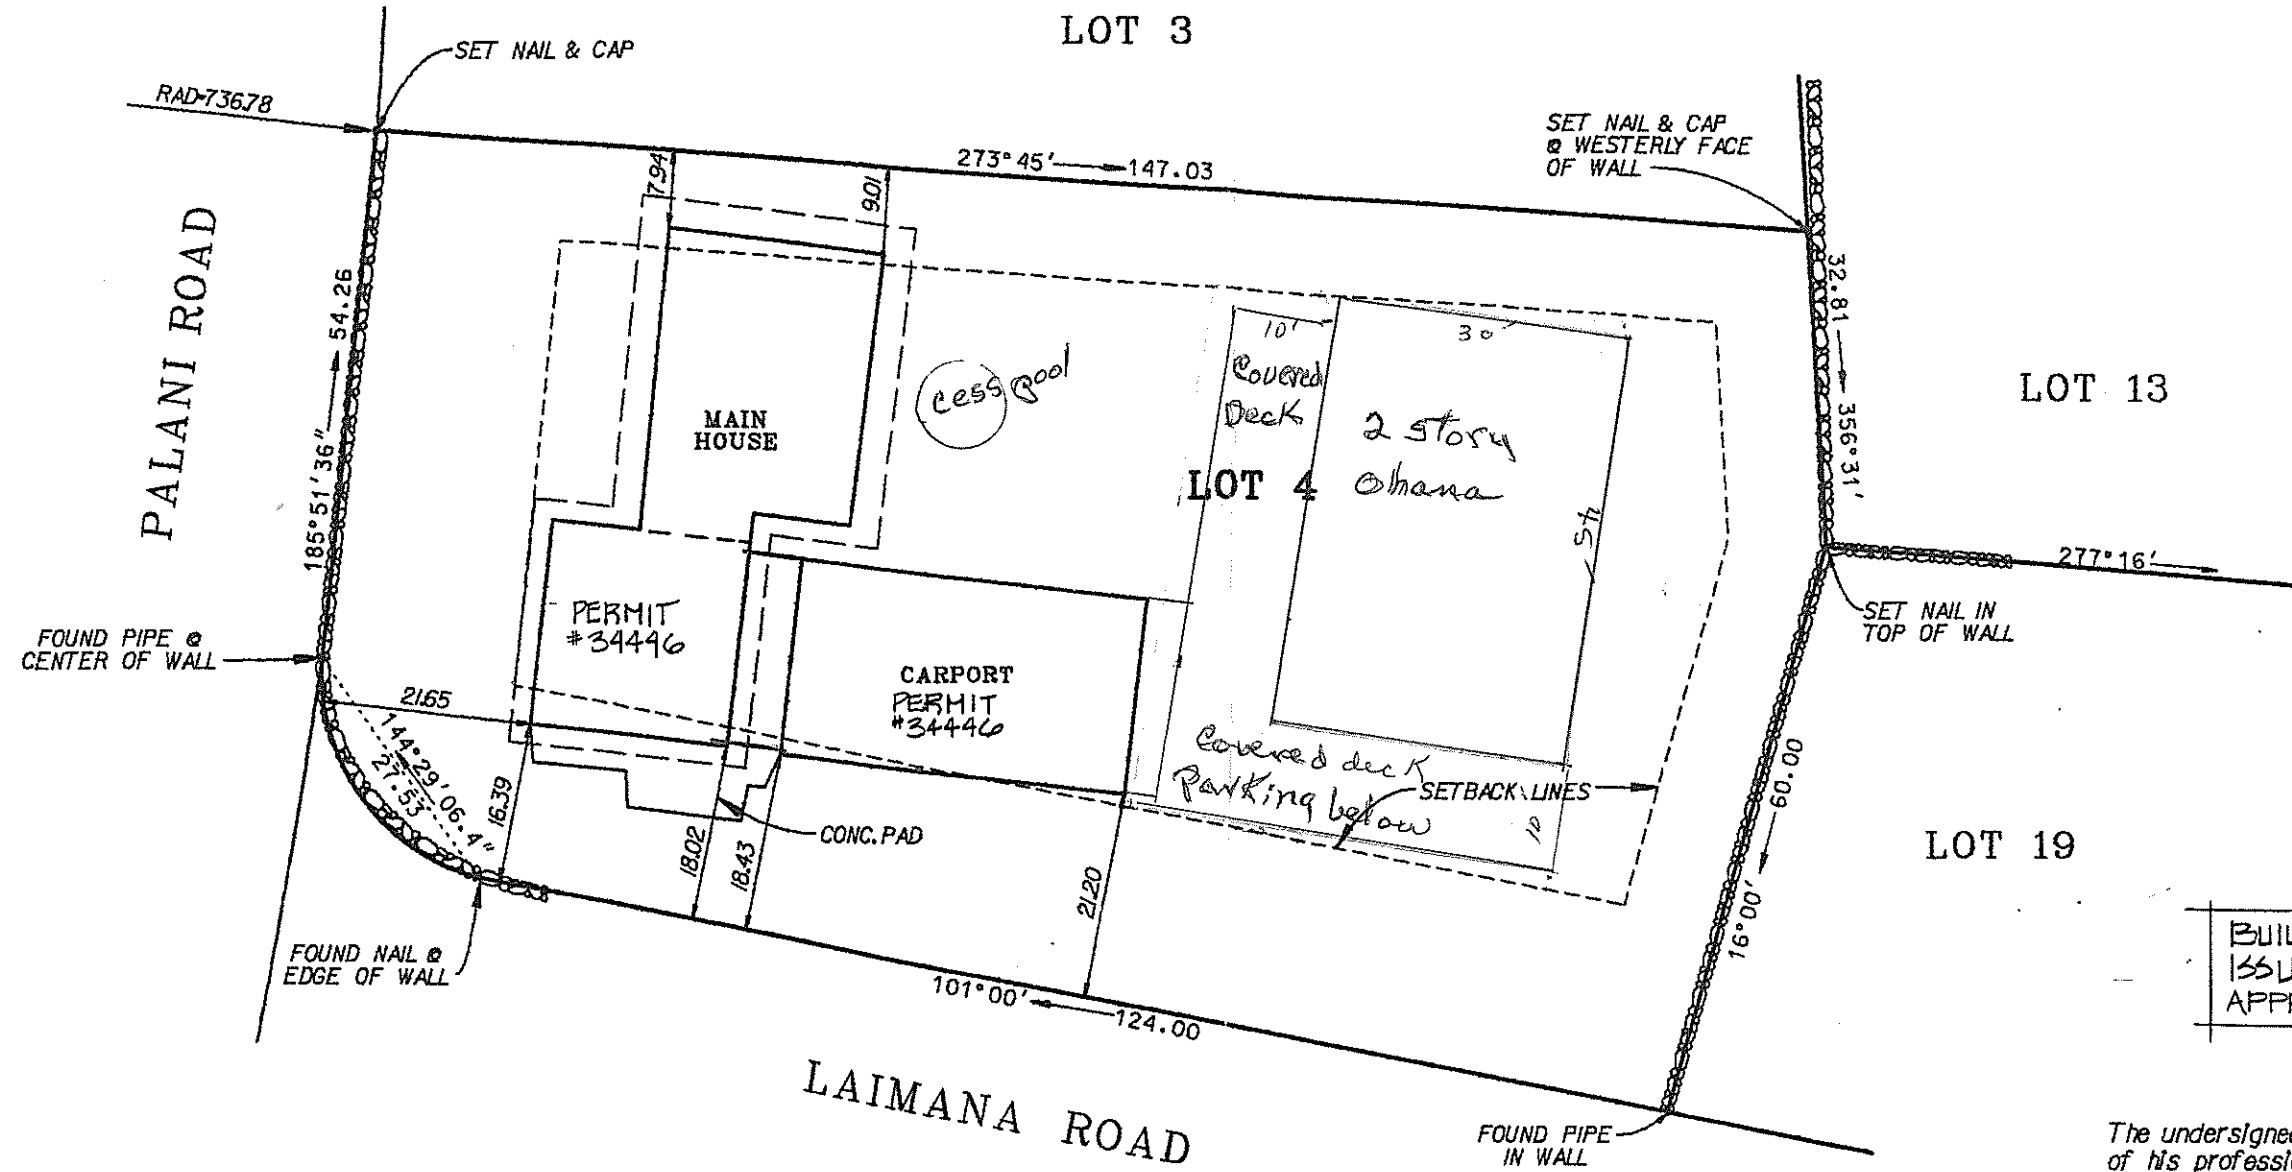 LOT 3
SET NAIL & CAP
RAD=736.78
SET NAIL & CAP
@ WESTERLY FACE
OF WALL
273°45' 147.03
7.94
9.01
PALANI ROAD
185°51'36" 54.26
32.81 356°31'
10'
30'
Covered
Deck
cess pool
2 story
Ohana
LOT 13
MAIN
HOUSE
LOT 4
45'
277°16'
SET NAIL IN
TOP OF WALL
PERMIT
#34446
FOUND PIPE @
CENTER OF WALL
CARPORT
PERMIT
#34446
21.65
144°29'06.4"
27.53
16.39
18.02
18.43
21.20
CONC. PAD
Covered deck
Parking below
SETBACK LINES
10
60.00
16°00'
LOT 19
FOUND NAIL @
EDGE OF WALL
101°00' 124.00
LAIMANA ROAD
FOUND PIPE
IN WALL
BUIL
ISSU
APPR
The undersigned
of his professi